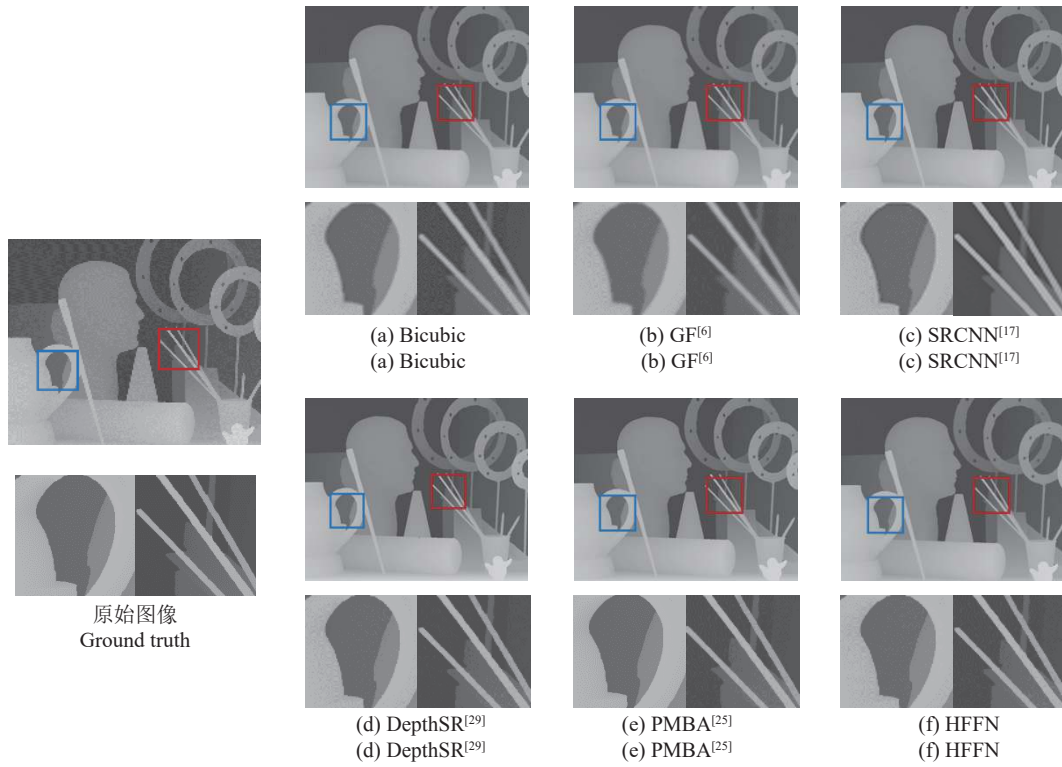 (a) Bicubic
(a) Bicubic
(b) GF[6]
(b) GF[6]
(c) SRCNN[17]
(c) SRCNN[17]
原始图像
Ground truth
(d) DepthSR[29]
(d) DepthSR[29]
(e) PMBA[25]
(e) PMBA[25]
(f) HFFN
(f) HFFN